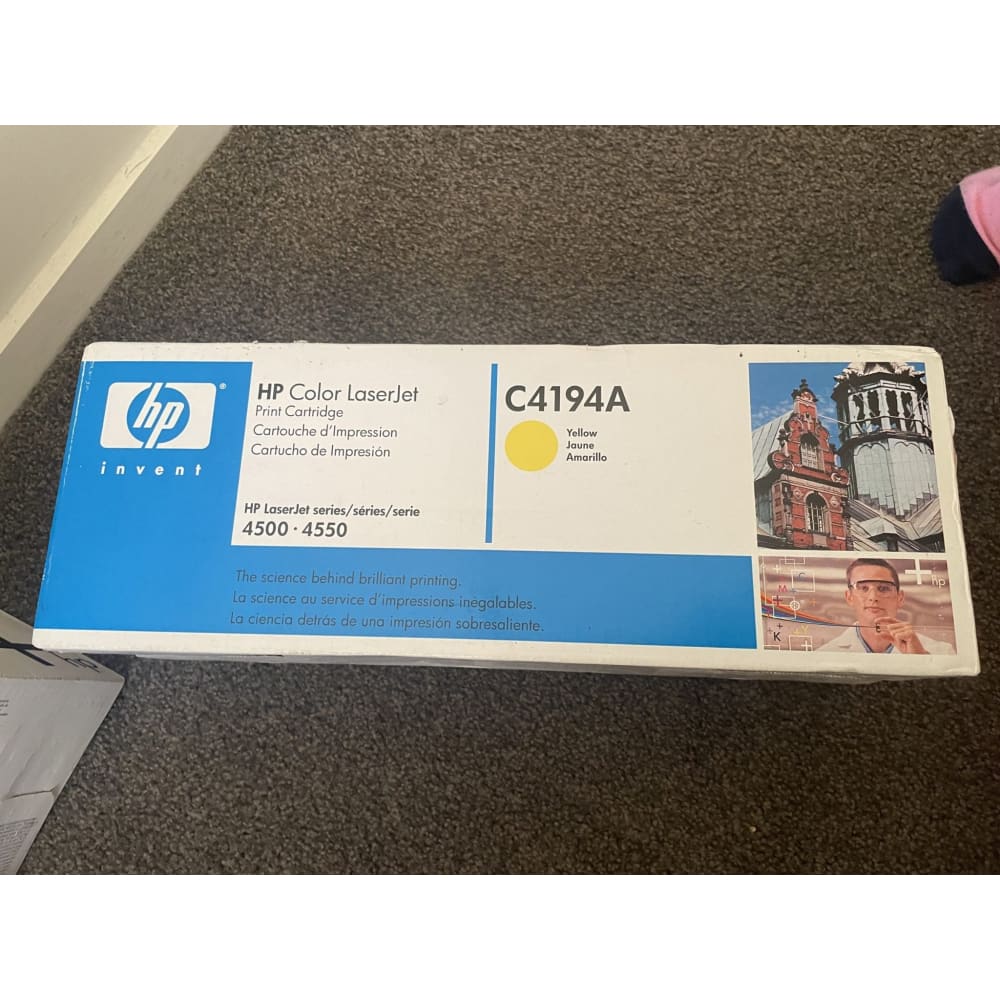 hp
®
invent
HP Color LaserJet
Print Cartridge
Cartouche d'Impression
Cartucho de Impresión
HP LaserJet series/séries/serie
4500 · 4550
C4194A
Yellow
Jaune
Amarillo
The science behind brilliant printing.
La science au service d'impressions inégalables.
La ciencia detrás de una impresión sobresaliente.
+ hp
M
C
Y
K